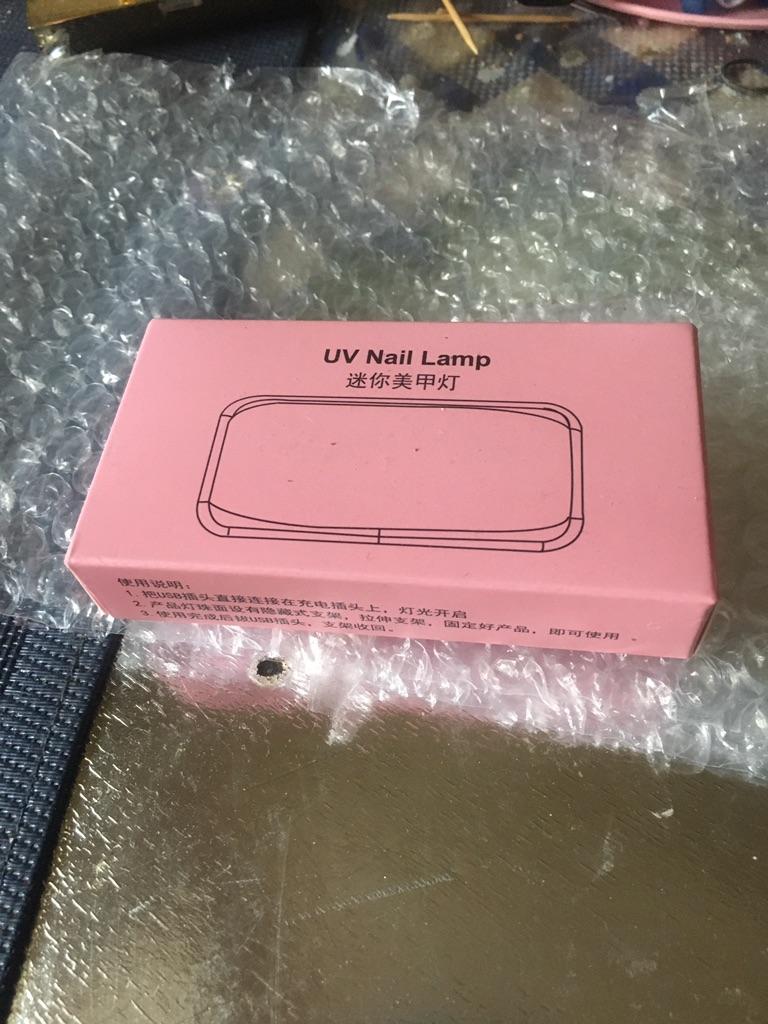 UV Nail Lamp
迷你美甲灯
使用说明：
1. 把USB插头直接连接在充电插头上，灯光开启
2. 产品灯珠面设有隐藏式支架，拉伸支架，固定好产品，即可使用。
3. 使用完成后拔USB插头，支架收回。